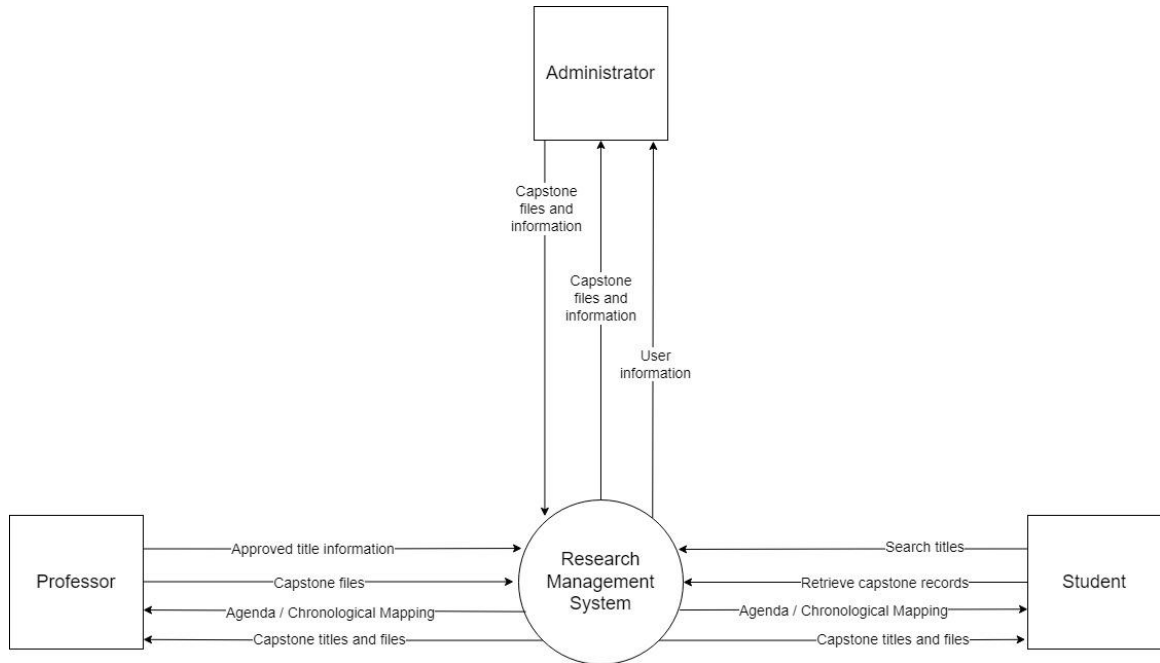 Administrator
Capstone
files and
information
Capstone
files and
information
User
information
Professor
Approved title information
Capstone files
Agenda / Chronological Mapping
Capstone titles and files
Research
Management
System
Search titles
Retrieve capstone records
Agenda / Chronological Mapping
Capstone titles and files
Student